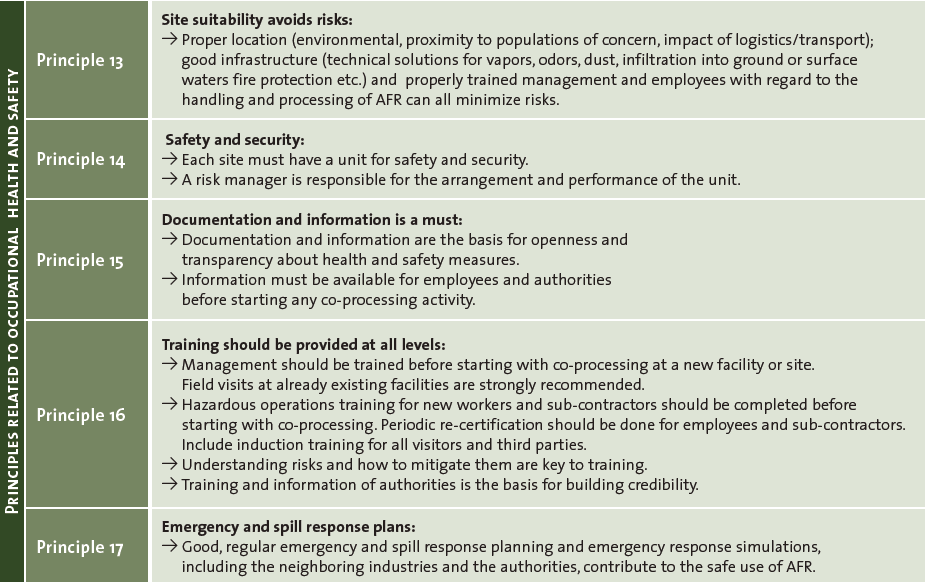 PRINCIPLES RELATED TO OCCUPATIONAL HEALTH AND SAFETY
Principle 13
Site suitability avoids risks:
→ Proper location (environmental, proximity to populations of concern, impact of logistics/transport);
good infrastructure (technical solutions for vapors, odors, dust, infiltration into ground or surface
waters fire protection etc.) and properly trained management and employees with regard to the
handling and processing of AFR can all minimize risks.
Principle 14
Safety and security:
→ Each site must have a unit for safety and security.
→ A risk manager is responsible for the arrangement and performance of the unit.
Principle 15
Documentation and information is a must:
→ Documentation and information are the basis for openness and
transparency about health and safety measures.
→ Information must be available for employees and authorities
before starting any co-processing activity.
Principle 16
Training should be provided at all levels:
→ Management should be trained before starting with co-processing at a new facility or site.
Field visits at already existing facilities are strongly recommended.
→ Hazardous operations training for new workers and sub-contractors should be completed before
starting with co-processing. Periodic re-certification should be done for employees and sub-contractors.
Include induction training for all visitors and third parties.
→ Understanding risks and how to mitigate them are key to training.
→ Training and information of authorities is the basis for building credibility.
Principle 17
Emergency and spill response plans:
→ Good, regular emergency and spill response planning and emergency response simulations,
including the neighboring industries and the authorities, contribute to the safe use of AFR.